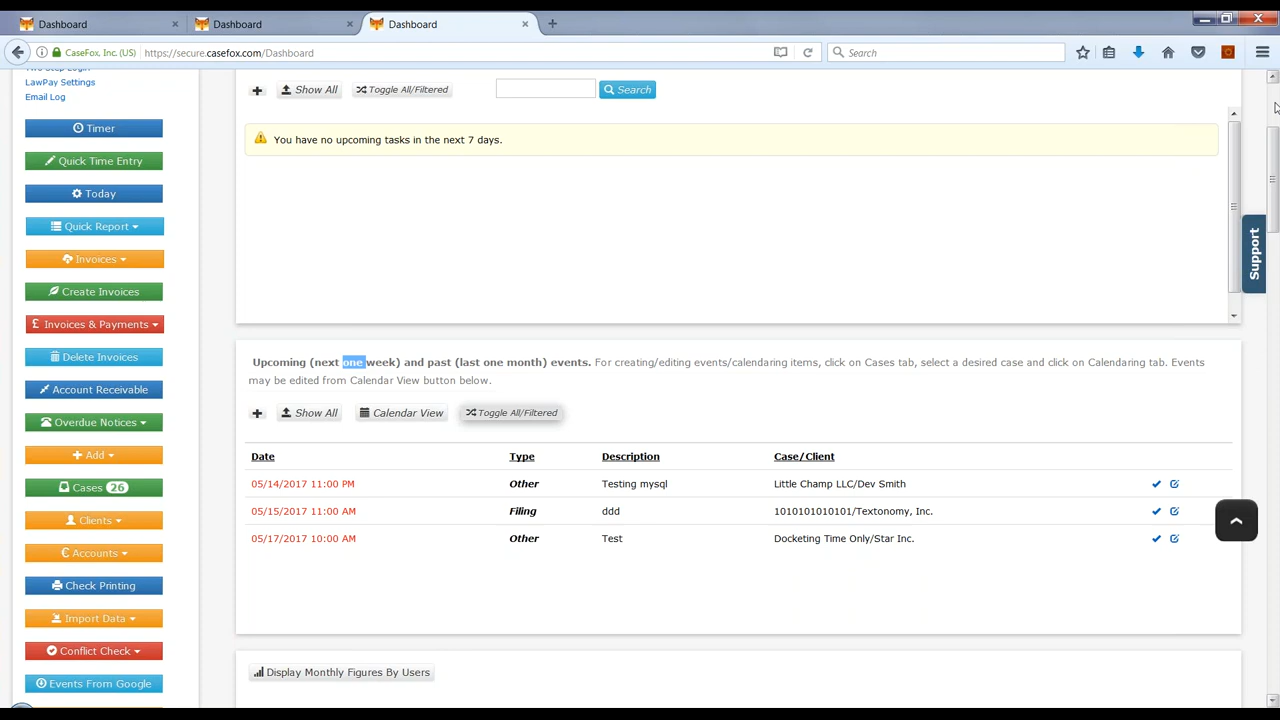 Dashboard
Dashboard
Dashboard
CaseFox, Inc. (US)
https://secure.casefox.com/Dashboard
Search
LawPay Settings
Email Log
Timer
Quick Time Entry
Today
Quick Report
Invoices
Create Invoices
£ Invoices & Payments
Delete Invoices
Account Receivable
Overdue Notices
Add
Cases 26
Clients
€ Accounts
Check Printing
Import Data
Conflict Check
Events From Google
Show All
Toggle All/Filtered
Search
You have no upcoming tasks in the next 7 days.
Upcoming (next one week) and past (last one month) events. For creating/editing events/calendaring items, click on Cases tab, select a desired case and click on Calendaring tab. Events
may be edited from Calendar View button below.
Show All
Calendar View
Toggle All/Filtered
Date Type Description Case/Client
05/14/2017 11:00 PM Other Testing mysql Little Champ LLC/Dev Smith
05/15/2017 11:00 AM Filing ddd 1010101010101/Textonomy, Inc.
05/17/2017 10:00 AM Other Test Docketing Time Only/Star Inc.
Display Monthly Figures By Users
Support